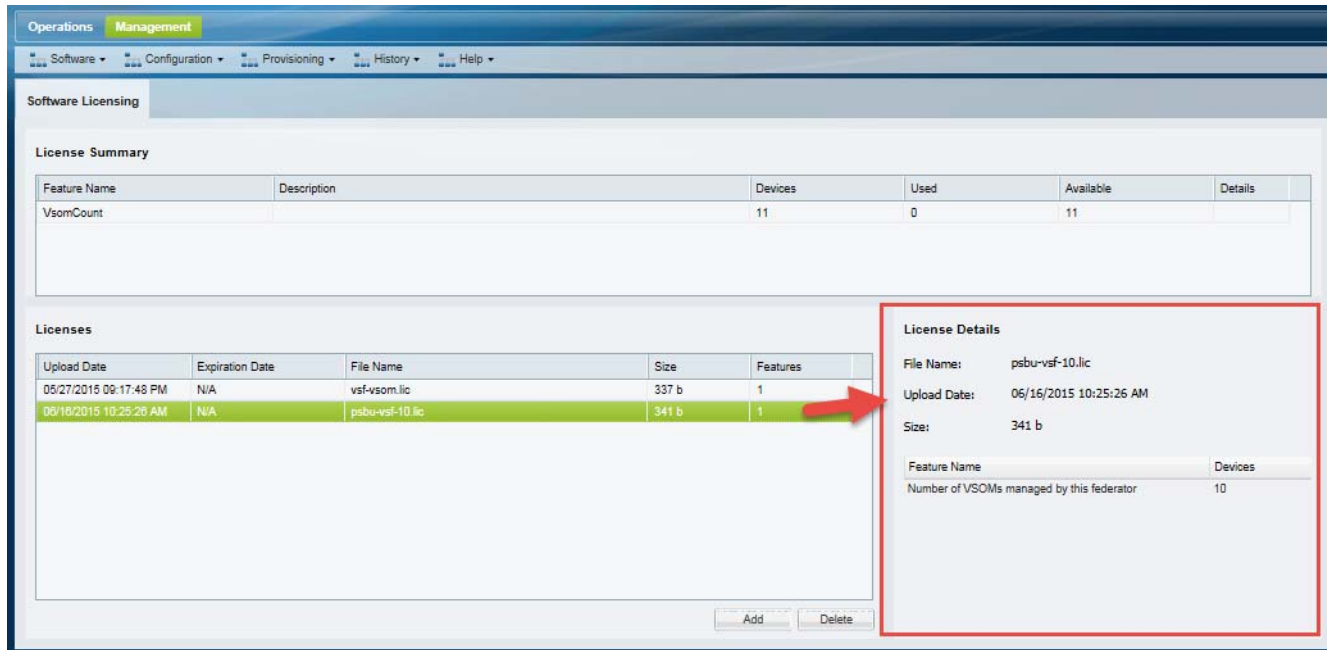 Operations Management
Software Configuration Provisioning History Help
Software Licensing
License Summary
Feature Name Description Devices Used Available Details
VsomCount 11 0 11
Licenses
Upload Date Expiration Date File Name Size Features
05/27/2015 09:17:48 PM N/A vsf-vsom.lic 337 b 1
06/16/2015 10:25:26 AM N/A psbu-vsf-10.lic 341 b 1
Add Delete
License Details
File Name: psbu-vsf-10.lic
Upload Date: 06/16/2015 10:25:26 AM
Size: 341 b
Feature Name Devices
Number of VSOMs managed by this federator 10